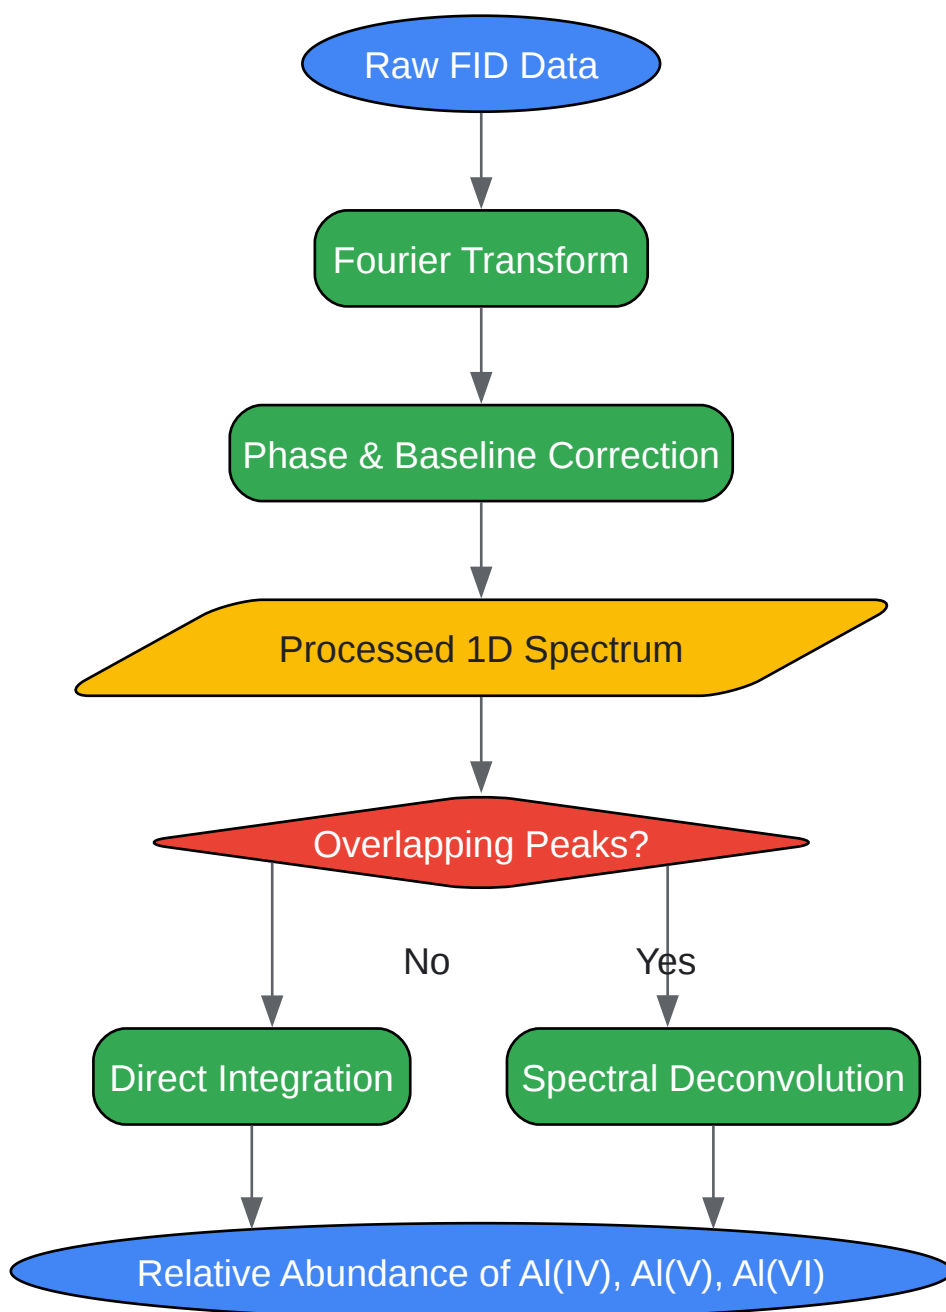 Raw FID Data
Fourier Transform
Phase & Baseline Correction
Processed 1D Spectrum
Overlapping Peaks?
No
Yes
Direct Integration
Spectral Deconvolution
Relative Abundance of Al(IV), Al(V), Al(VI)